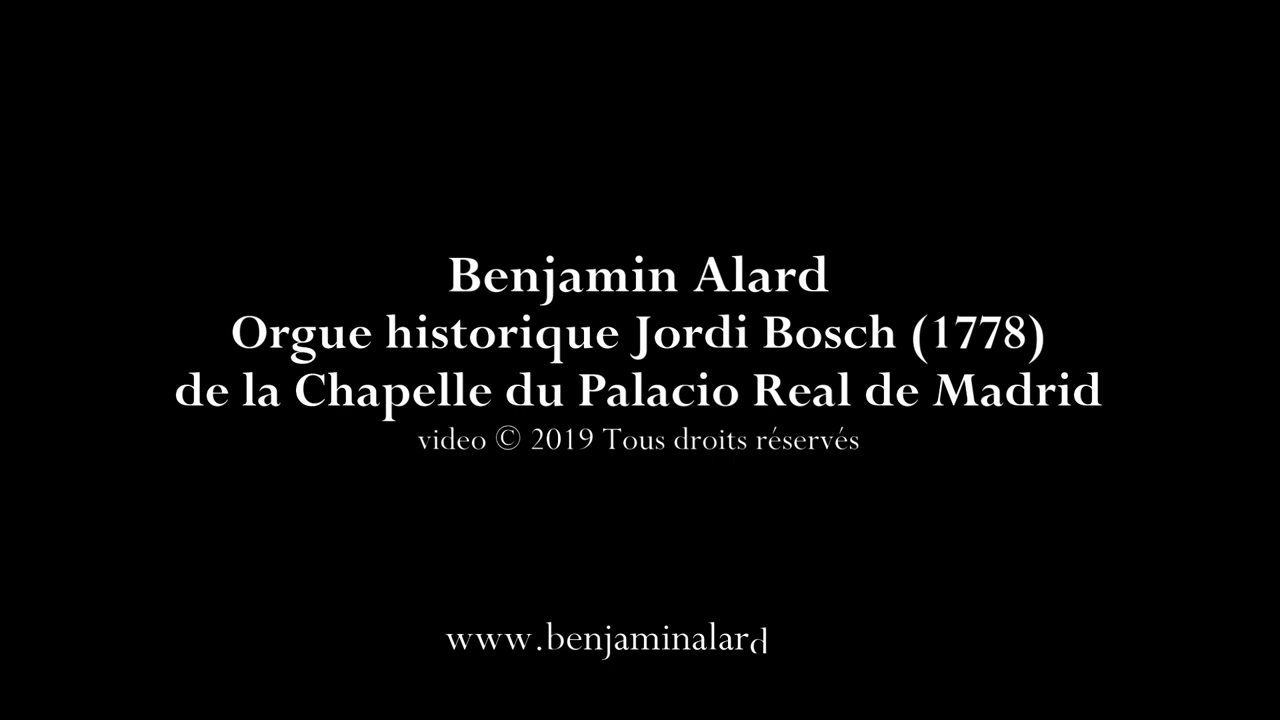 Benjamin Alard
Orgue historique Jordi Bosch (1778)
de la Chapelle du Palacio Real de Madrid
video © 2019 Tous droits réservés
www.benjaminalard